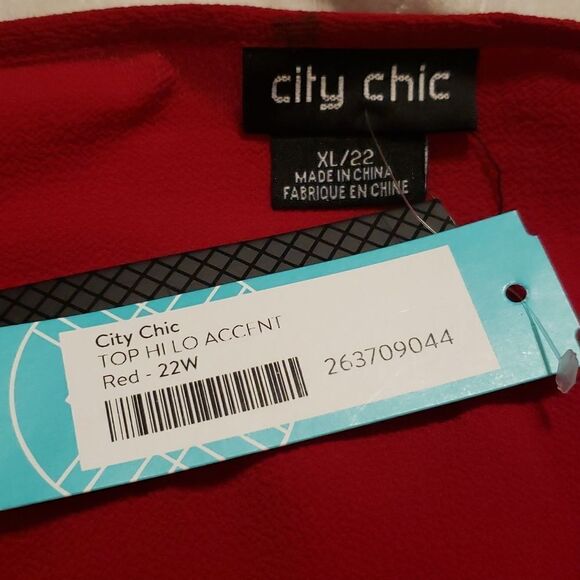 city chic
XL/22
MADE IN CHINA
FABRIQUE EN CHINE
City Chic
TOP HI LO ACCENT
Red - 22W
263709044